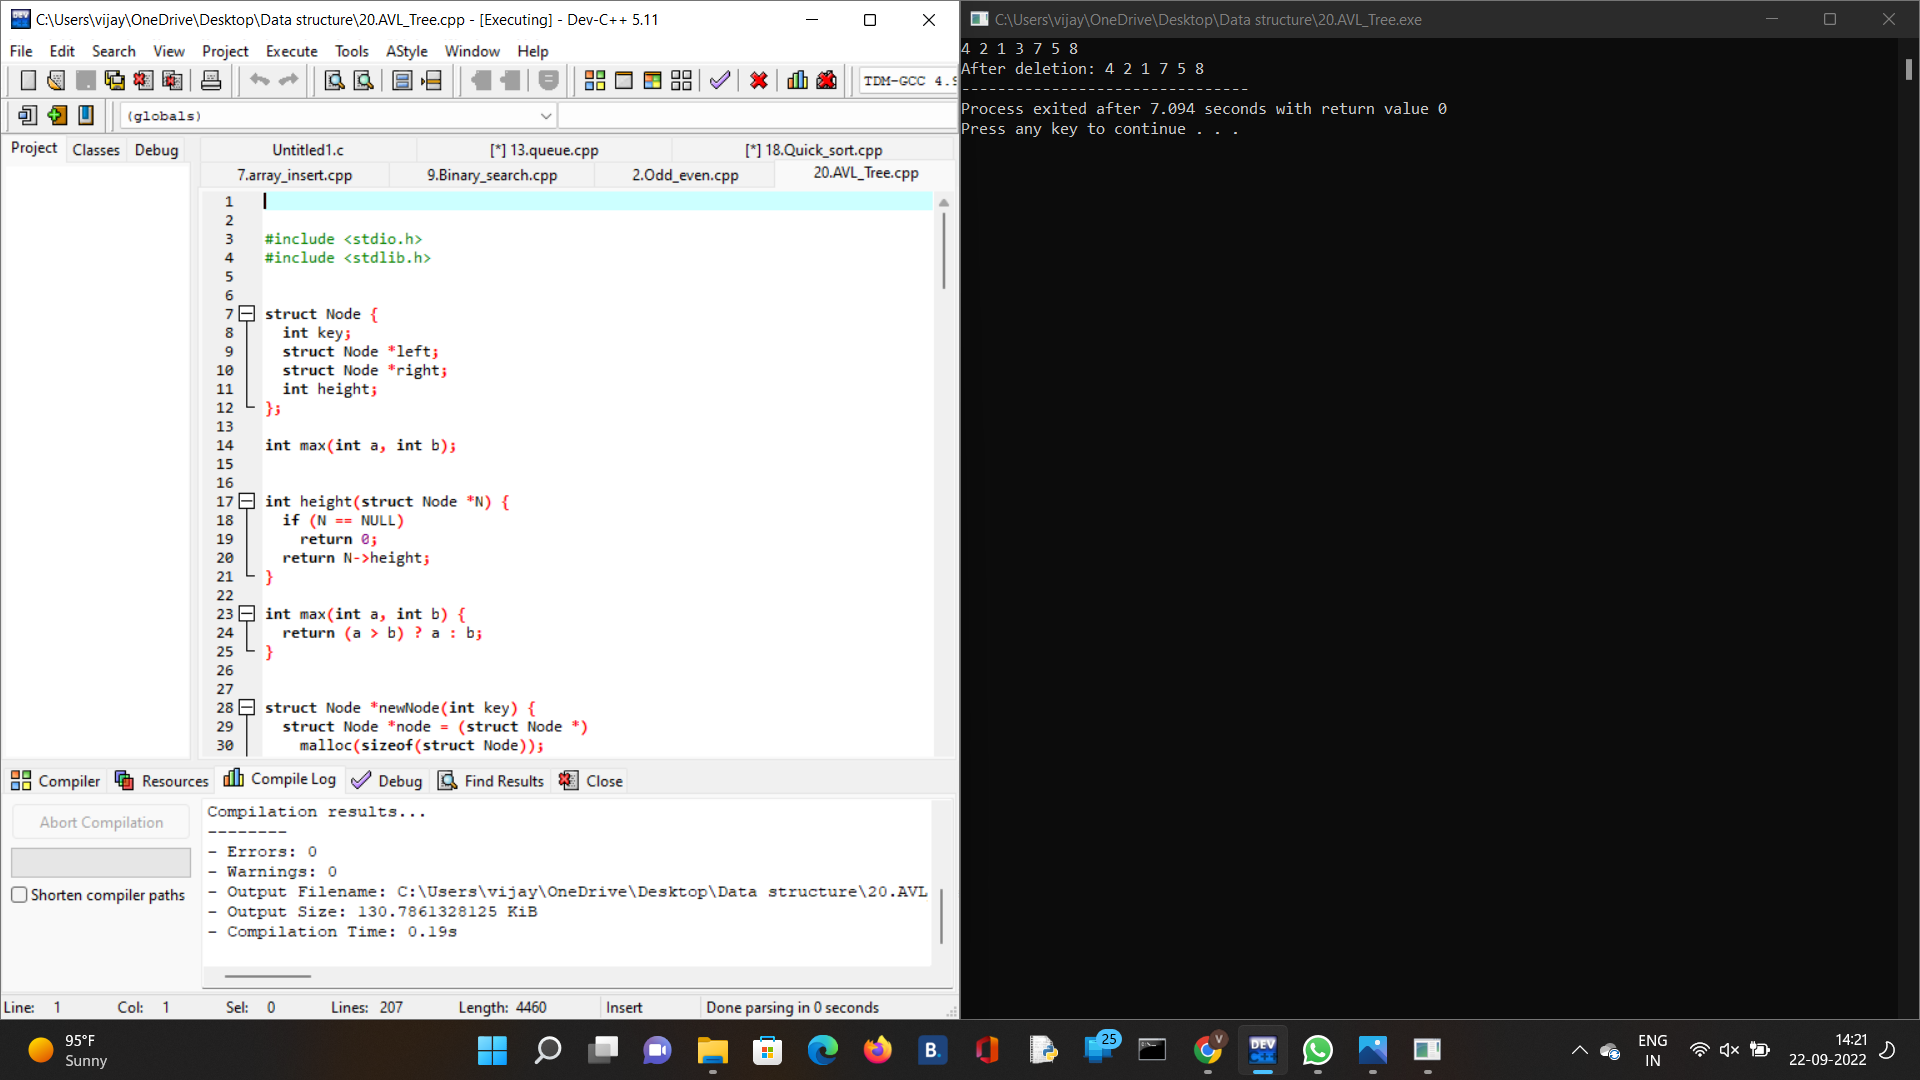 C:\Users\vijay\OneDrive\Desktop\Data structure\20.AVL_Tree.cpp - [Executing] - Dev-C++ 5.11
File Edit Search View Project Execute Tools AStyle Window Help
TDM-GCC 4.9
(globals)
Project Classes Debug
Untitled1.c [*] 13.queue.cpp [*] 18.Quick_sort.cpp
7.array_insert.cpp 9.Binary_search.cpp 2.Odd_even.cpp 20.AVL_Tree.cpp
1
2
3 #include <stdio.h>
4 #include <stdlib.h>
5
6
7 struct Node {
8 int key;
9 struct Node *left;
10 struct Node *right;
11 int height;
12 };
13
14 int max(int a, int b);
15
16
17 int height(struct Node *N) {
18 if (N == NULL)
19 return 0;
20 return N->height;
21 }
22
23 int max(int a, int b) {
24 return (a > b) ? a : b;
25 }
26
27
28 struct Node *newNode(int key) {
29 struct Node *node = (struct Node *)
30 malloc(sizeof(struct Node));
Compiler Resources Compile Log Debug Find Results Close
Abort Compilation
Shorten compiler paths
Compilation results...
--------
- Errors: 0
- Warnings: 0
- Output Filename: C:\Users\vijay\OneDrive\Desktop\Data structure\20.AVL
- Output Size: 130.7861328125 KiB
- Compilation Time: 0.19s
Line: 1 Col: 1 Sel: 0 Lines: 207 Length: 4460 Insert Done parsing in 0 seconds
C:\Users\vijay\OneDrive\Desktop\Data structure\20.AVL_Tree.exe
4 2 1 3 7 5 8
After deletion: 4 2 1 7 5 8
--------------------------------
Process exited after 7.094 seconds with return value 0
Press any key to continue . . .
95°F
Sunny
B.
25
V
DEV
C++
ENG
IN
14:21
22-09-2022